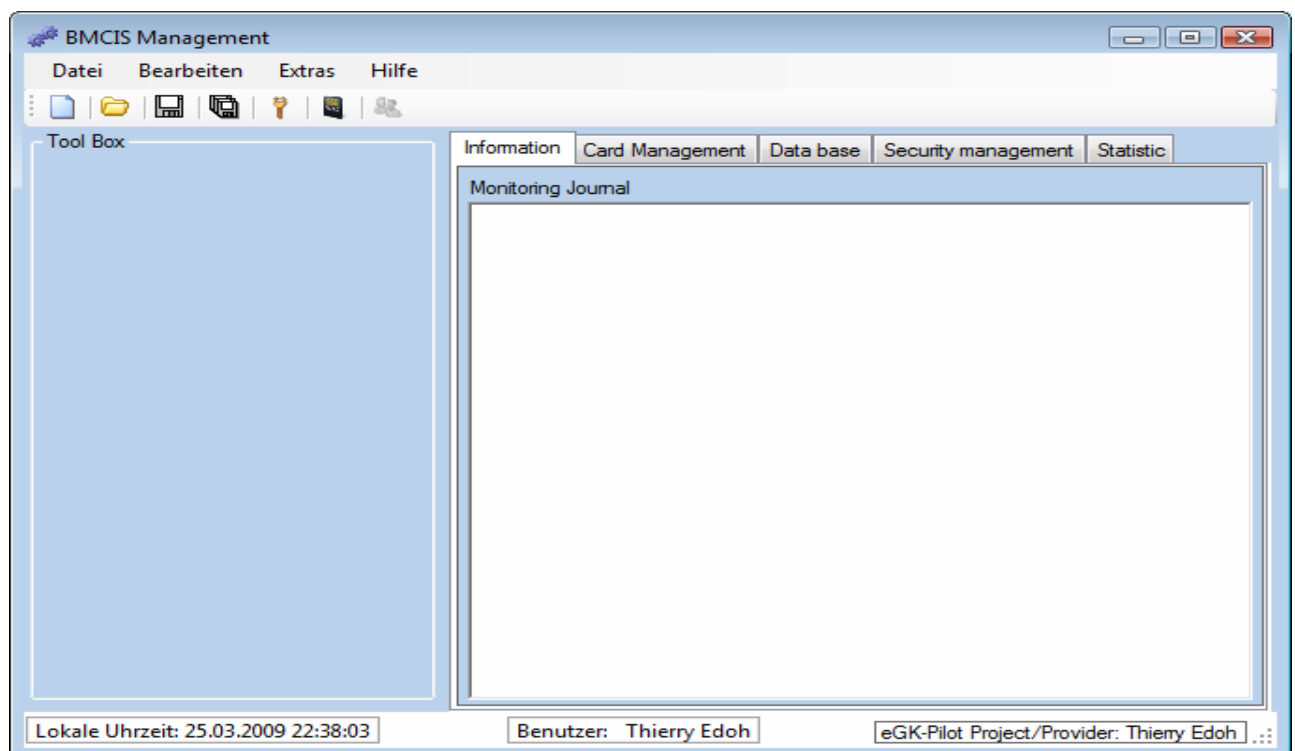 BMCIS Management
Datei Bearbeiten Extras Hilfe
Tool Box
Information Card Management Data base Security management Statistic
Monitoring Journal
Lokale Uhrzeit: 25.03.2009 22:38:03 Benutzer: Thierry Edoh eGK-Pilot Project/Provider: Thierry Edoh